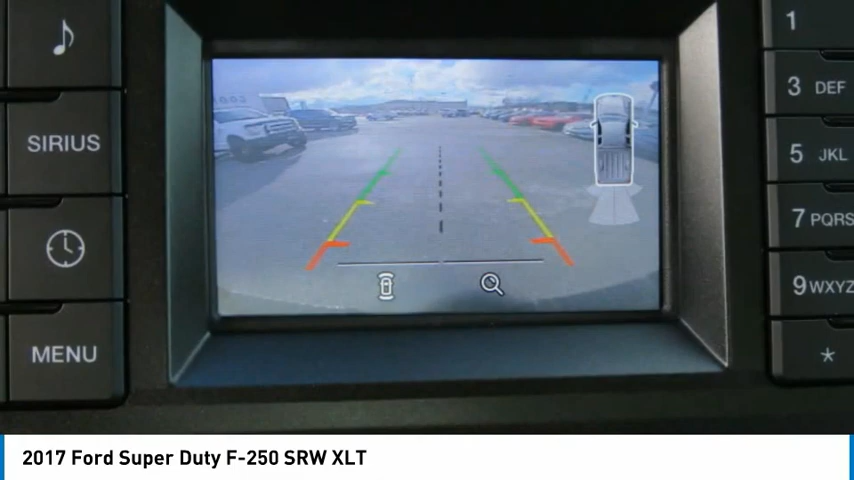 SIRIUS
MENU
1
3 DEF
5 JKL
7 PQRS
9 WXYZ
*
2017 Ford Super Duty F-250 SRW XLT